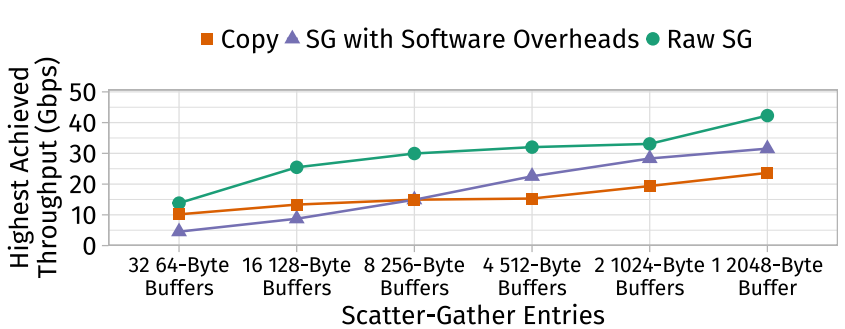 Copy SG with Software Overheads Raw SG
Highest Achieved
Throughput (Gbps)
50
40
30
20
10
0
32 64-Byte Buffers
16 128-Byte Buffers
8 256-Byte Buffers
4 512-Byte Buffers
2 1024-Byte Buffers
1 2048-Byte Buffer
Scatter-Gather Entries